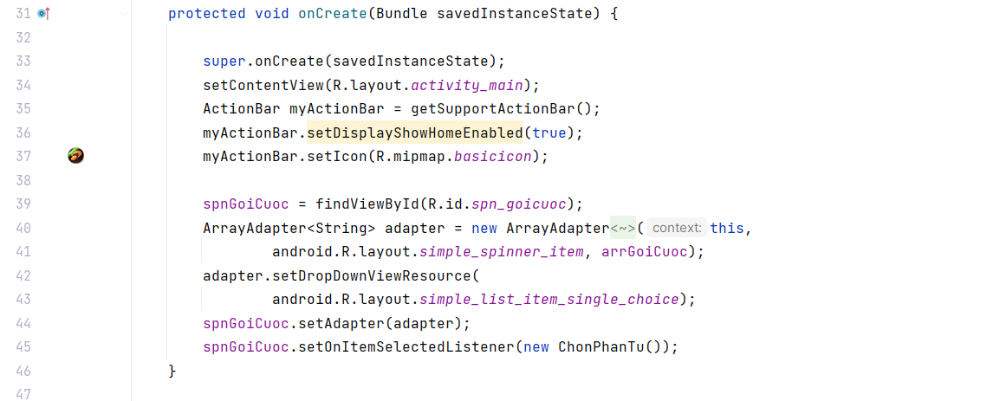 31 protected void onCreate(Bundle savedInstanceState) {
32
33 super.onCreate(savedInstanceState);
34 setContentView(R.layout.activity_main);
35 ActionBar myActionBar = getSupportActionBar();
36 myActionBar.setDisplayShowHomeEnabled(true);
37 myActionBar.setIcon(R.mipmap.basicicon);
38
39 spnGoiCuoc = findViewById(R.id.spn_goicuoc);
40 ArrayAdapter<String> adapter = new ArrayAdapter<~>( context: this,
41 android.R.layout.simple_spinner_item, arrGoiCuoc);
42 adapter.setDropDownViewResource(
43 android.R.layout.simple_list_item_single_choice);
44 spnGoiCuoc.setAdapter(adapter);
45 spnGoiCuoc.setOnItemSelectedListener(new ChonPhanTu());
46 }
47